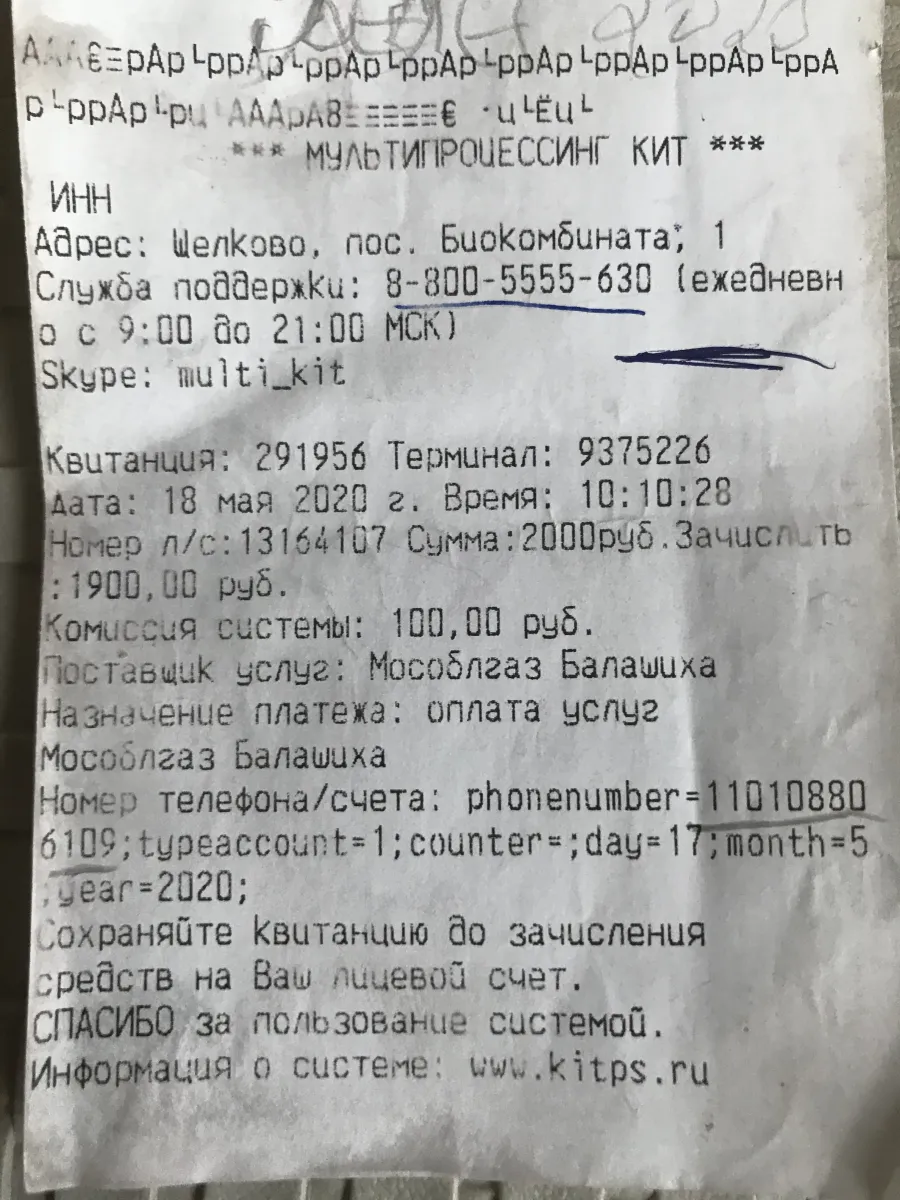 *** МУЛЬТИПРОЦЕССИНГ КИТ ***
ИНН
Адрес: Щелково, пос. Биокомбината, 1
Служба поддержки: 8-800-5555-630 (ежедневн
о с 9:00 до 21:00 МСК)
Skype: multi_kit
Квитанция: 291956 Терминал: 9375226
Дата: 18 мая 2020 г. Время: 10:10:28
Номер л/с:13164107 Сумма:2000руб.Зачислить
:1900,00 руб.
Комиссия системы: 100,00 руб.
Поставщик услуг: Мособлгаз Балашиха
Назначение платежа: оплата услуг
Мособлгаз Балашиха
Номер телефона/счета: phonenumber=11010880
6109;typeaccount=1;counter=;day=17;month=5
;year=2020;
Сохраняйте квитанцию до зачисления
средств на Ваш лицевой счет.
СПАСИБО за пользование системой.
Информация о системе: www.kitps.ru